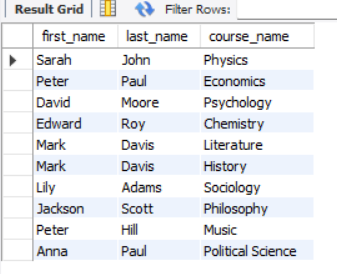 Result Grid Filter Rows:
first_name last_name course_name
Sarah John Physics
Peter Paul Economics
David Moore Psychology
Edward Roy Chemistry
Mark Davis Literature
Mark Davis History
Lily Adams Sociology
Jackson Scott Philosophy
Peter Hill Music
Anna Paul Political Science